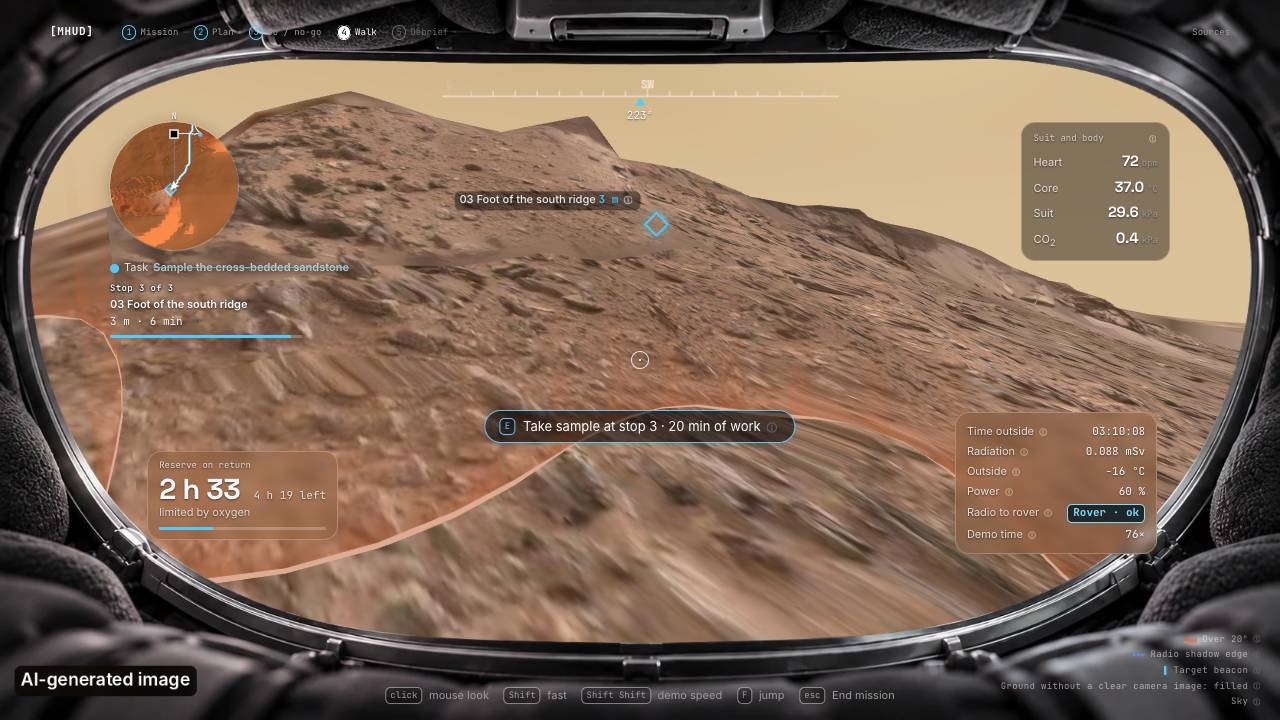 [MHUD]
1 Mission 2 Plan 3 / no-go 4 Walk 5 Debrief
Sources
SW
223°
N
Suit and body
Heart 72 bpm
Core 37.0 °C
Suit 29.6 kPa
CO2 0.4 kPa
03 Foot of the south ridge 3 m
Task Sample the cross-bedded sandstone
Stop 3 of 3
03 Foot of the south ridge
3 m · 6 min
E Take sample at stop 3 · 20 min of work
Reserve on return
2 h 33 4 h 19 left
limited by oxygen
Time outside 03:10:08
Radiation 0.088 mSv
Outside -16 °C
Power 60 %
Radio to rover Rover · ok
Demo time 76×
Over 20°
Radio shadow edge
Target beacon
Ground without a clear camera image: filled
Sky
AI-generated image
click mouse look Shift fast Shift Shift demo speed F jump esc End mission